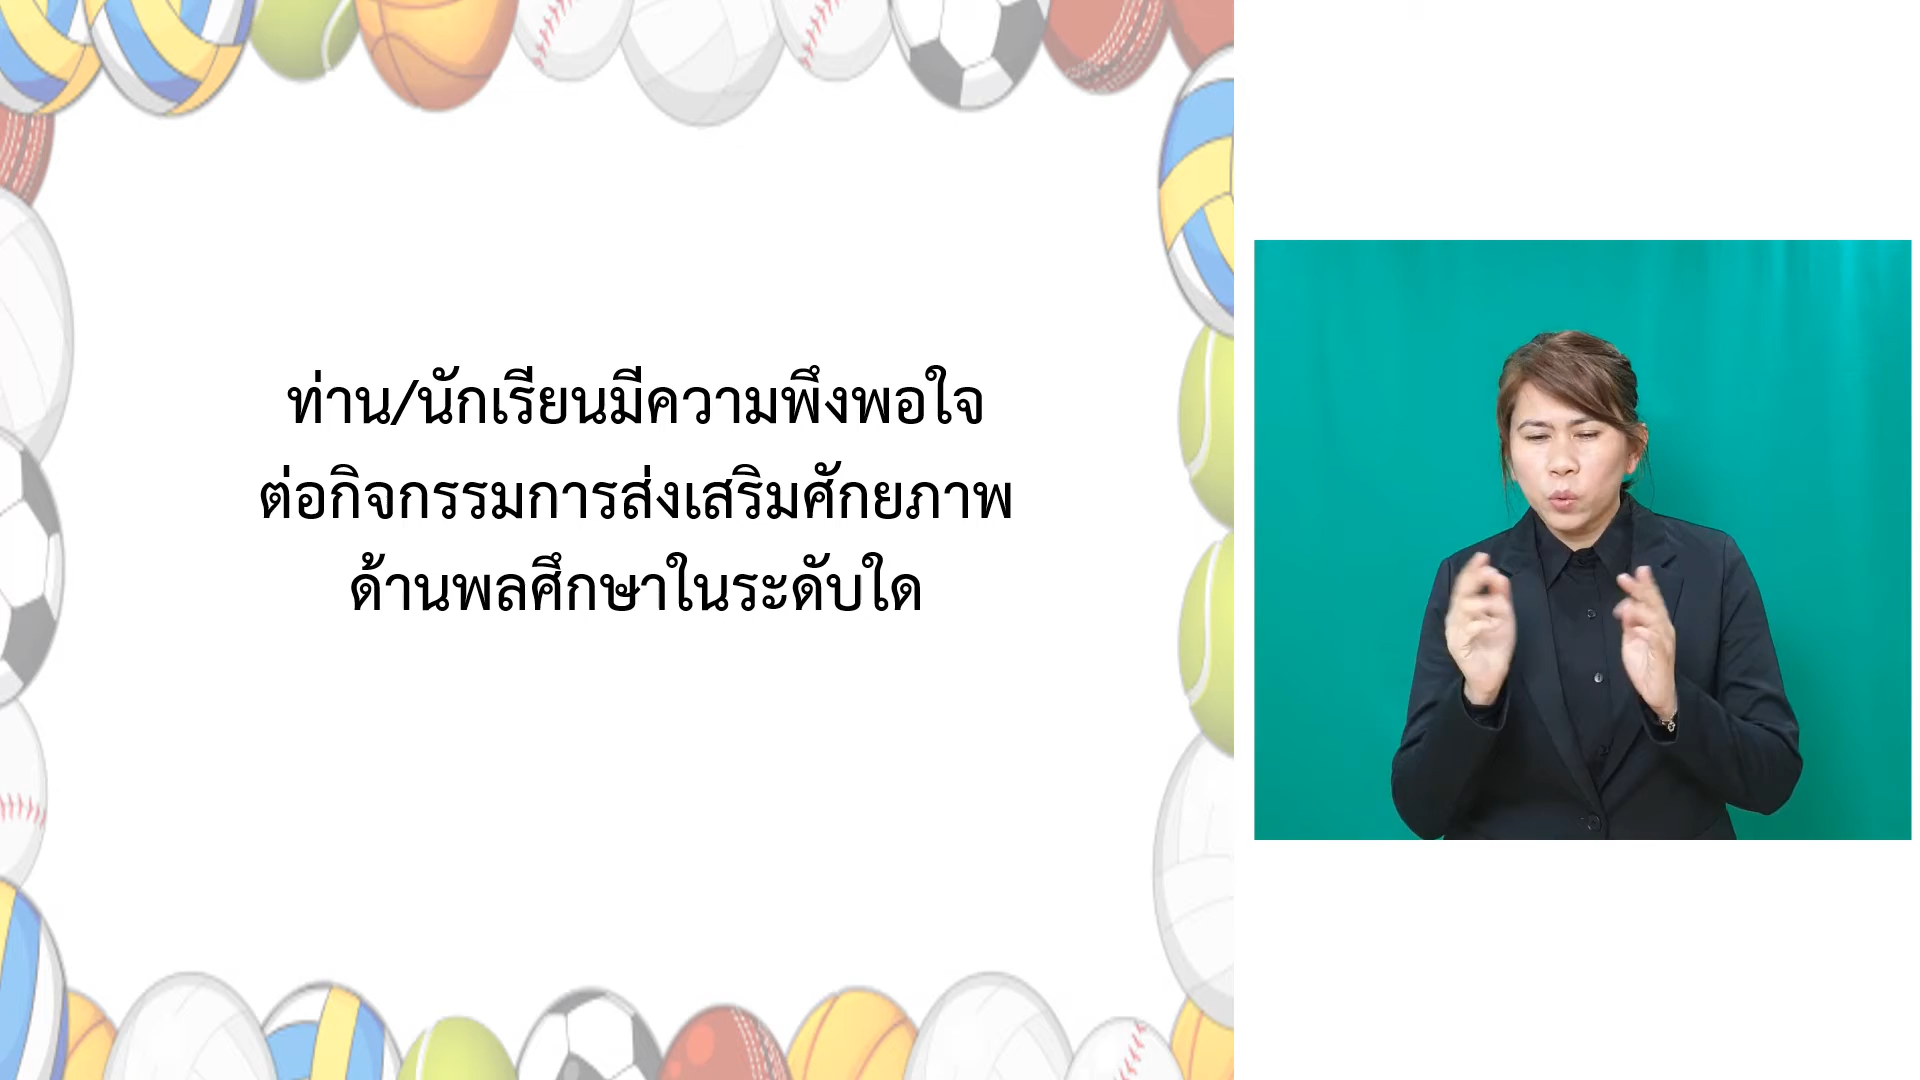 ท่าน/นักเรียนมีความพึงพอใจ
ต่อกิจกรรมการส่งเสริมศักยภาพ
ด้านพลศึกษาในระดับใด